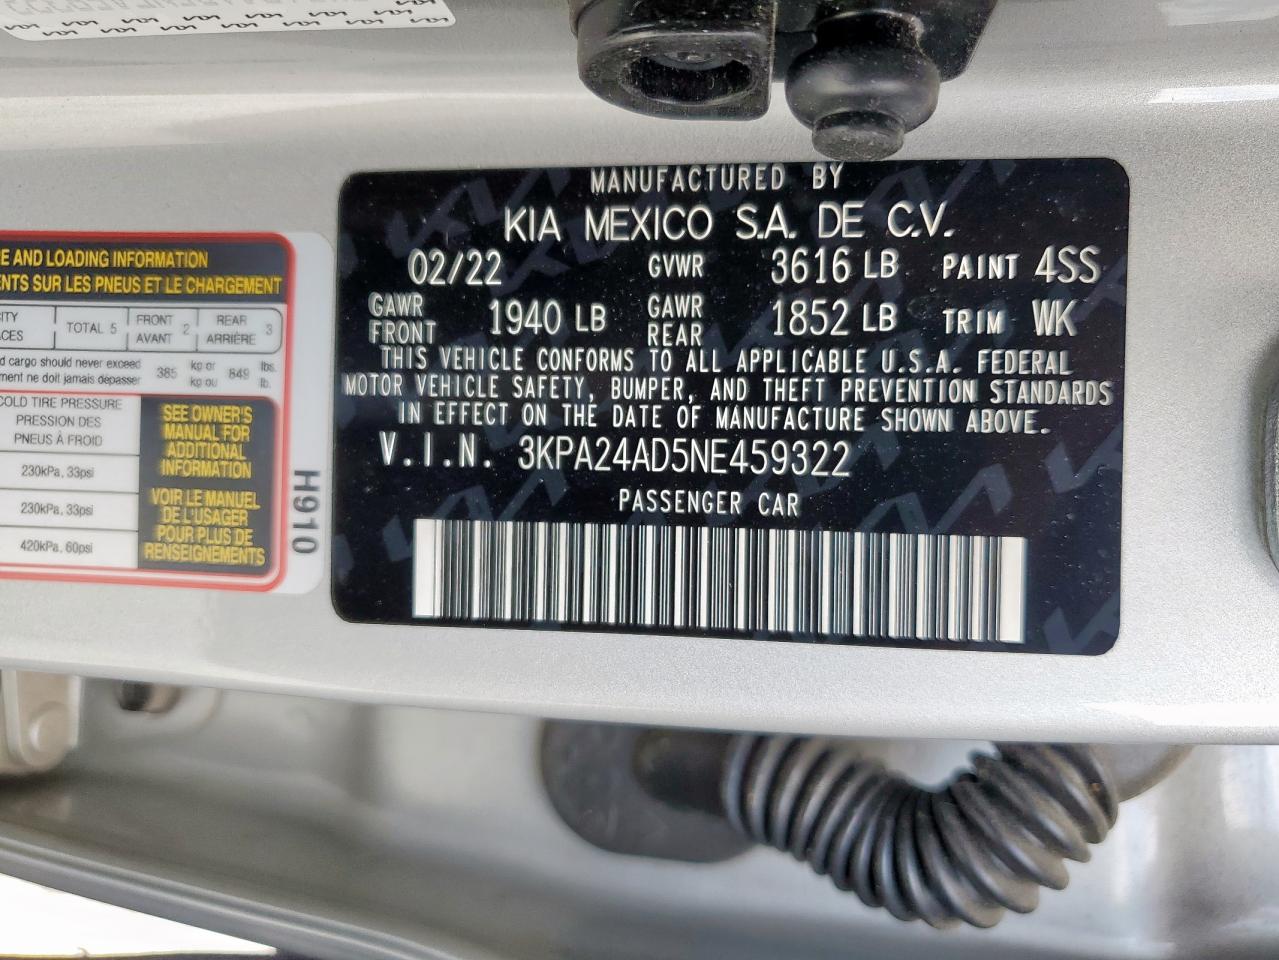 MANUFACTURED BY
KIA MEXICO S.A. DE C.V.
02/22 GVWR 3616 LB PAINT 4SS
GAWR FRONT 1940 LB GAWR REAR 1852 LB TRIM WK
THIS VEHICLE CONFORMS TO ALL APPLICABLE U.S.A. FEDERAL
MOTOR VEHICLE SAFETY, BUMPER, AND THEFT PREVENTION STANDARDS
IN EFFECT ON THE DATE OF MANUFACTURE SHOWN ABOVE.
V.I.N. 3KPA24AD5NE459322
PASSENGER CAR
AND LOADING INFORMATION
SUR LES PNEUS ET LE CHARGEMENT
TOTAL 5 FRONT AVANT 2 REAR ARRIÈRE 3
cargo should never exceed
ne doit jamais dépasser 385 kg or kg ou 849 lbs. lb.
COLD TIRE PRESSURE
PRESSION DES
PNEUS À FROID
230kPa, 33psi
230kPa, 33psi
420kPa, 60psi
SEE OWNER'S
MANUAL FOR
ADDITIONAL
INFORMATION
VOIR LE MANUEL
DE L'USAGER
POUR PLUS DE
RENSEIGNEMENTS
H910